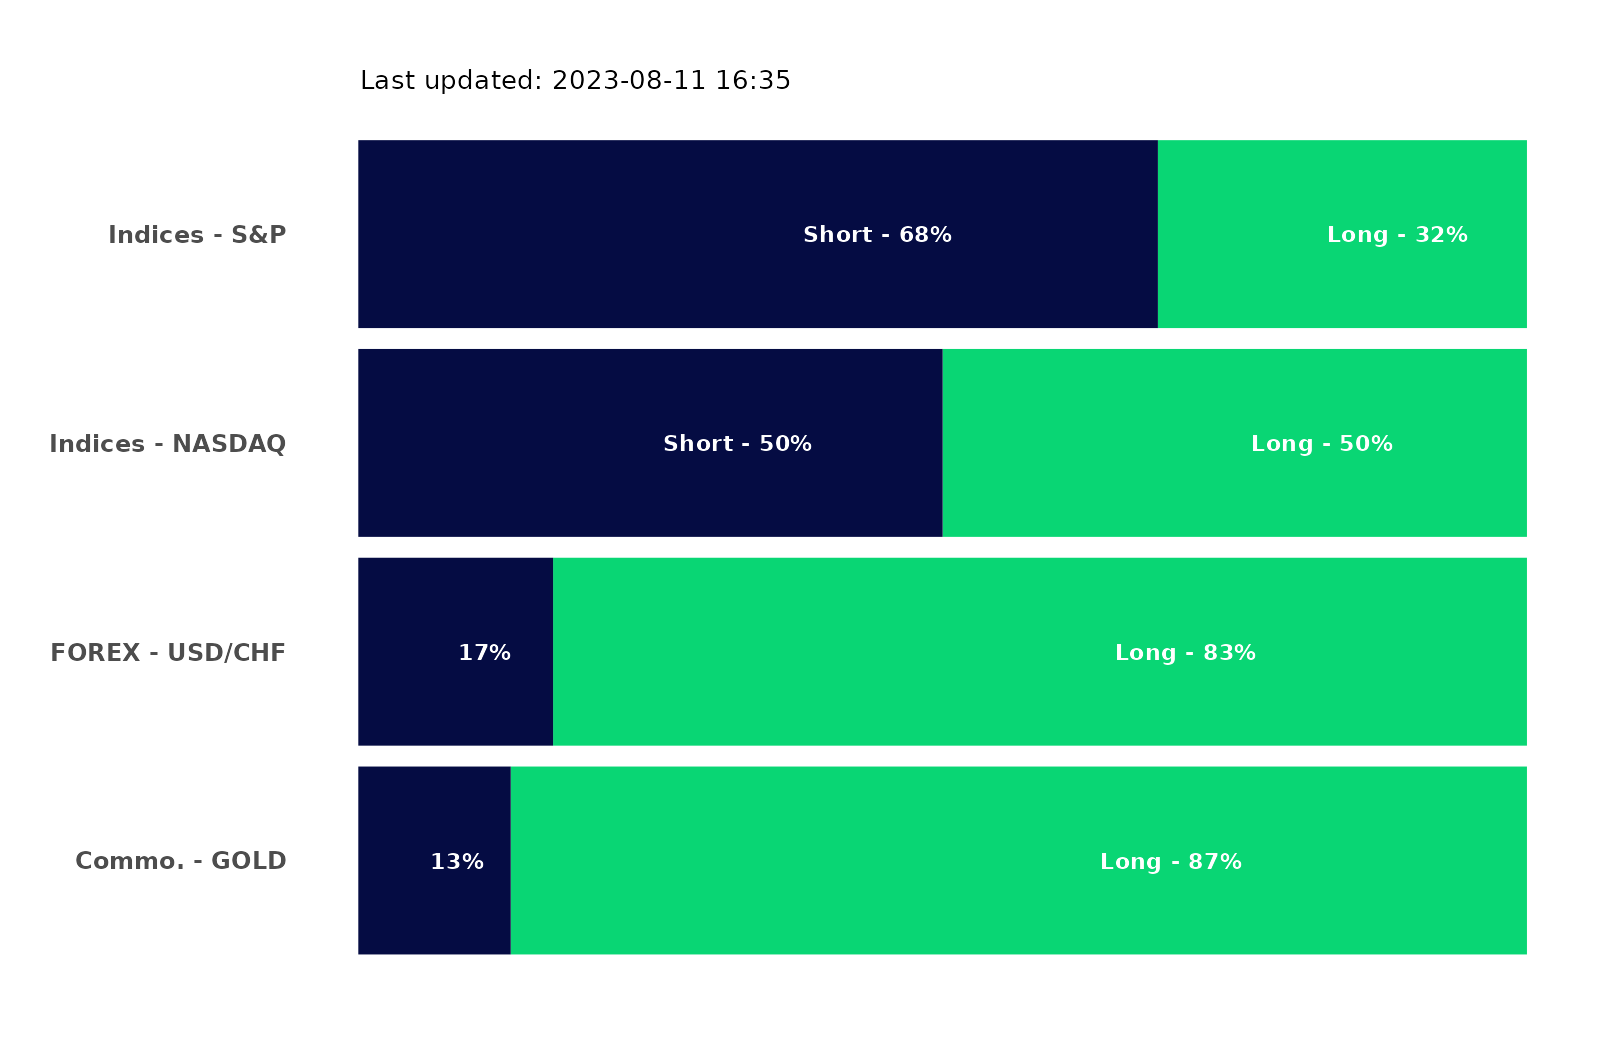 Last updated: 2023-08-11 16:35
Indices - S&P Short - 68% Long - 32%
Indices - NASDAQ Short - 50% Long - 50%
FOREX - USD/CHF 17% Long - 83%
Commo. - GOLD 13% Long - 87%